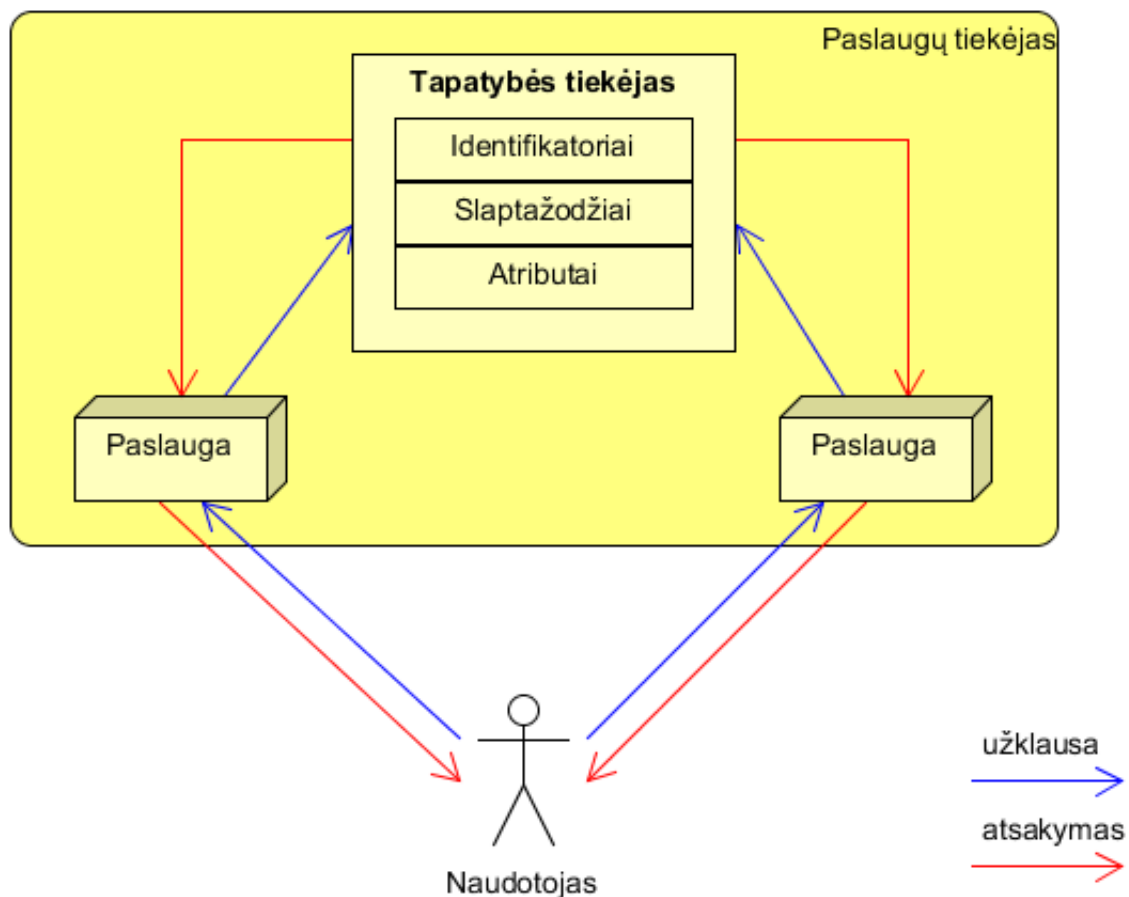 Paslaugų tiekėjas
Tapatybės tiekėjas
Identifikatoriai
Slaptažodžiai
Atributai
Paslauga
Paslauga
užklausa
atsakymas
Naudotojas